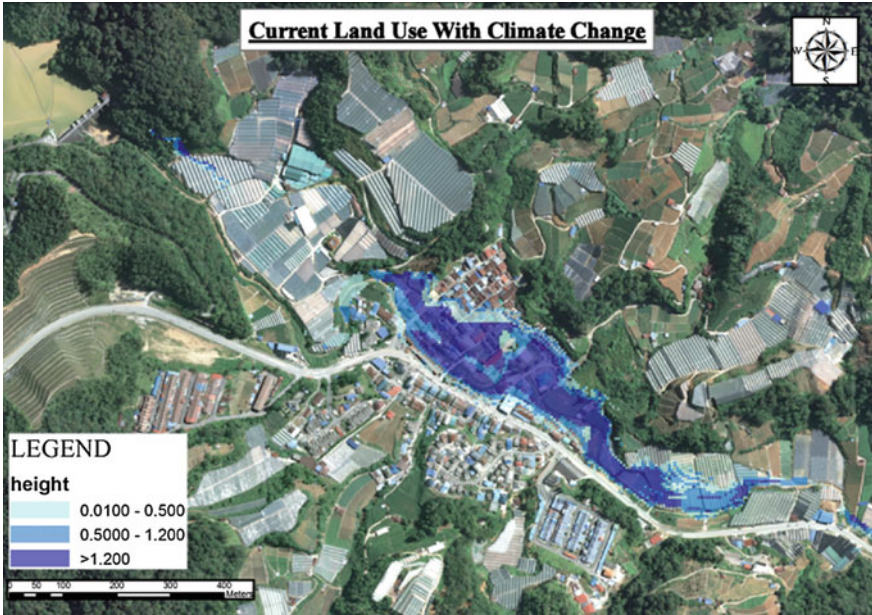 Current Land Use With Climate Change
N
W E
S
LEGEND
height
0.0100 - 0.500
0.5000 - 1.200
>1.200
0 50 100 200 300 400
Meters